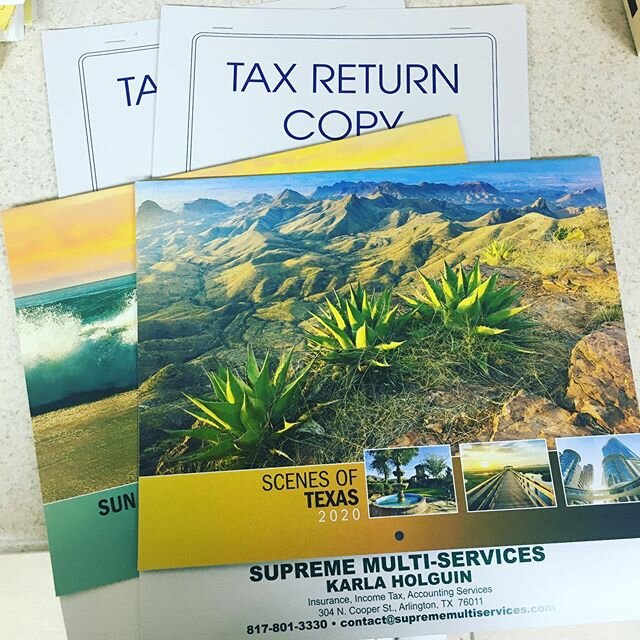 TAX RETURN
COPY
TA
SCENES OF
TEXAS
2020
SUN
SUPREME MULTI-SERVICES
KARLA HOLGUIN
Insurance, Income Tax, Accounting Services
304 N. Cooper St., Arlington, TX 76011
817-801-3330 • contact@suprememultiservices.com